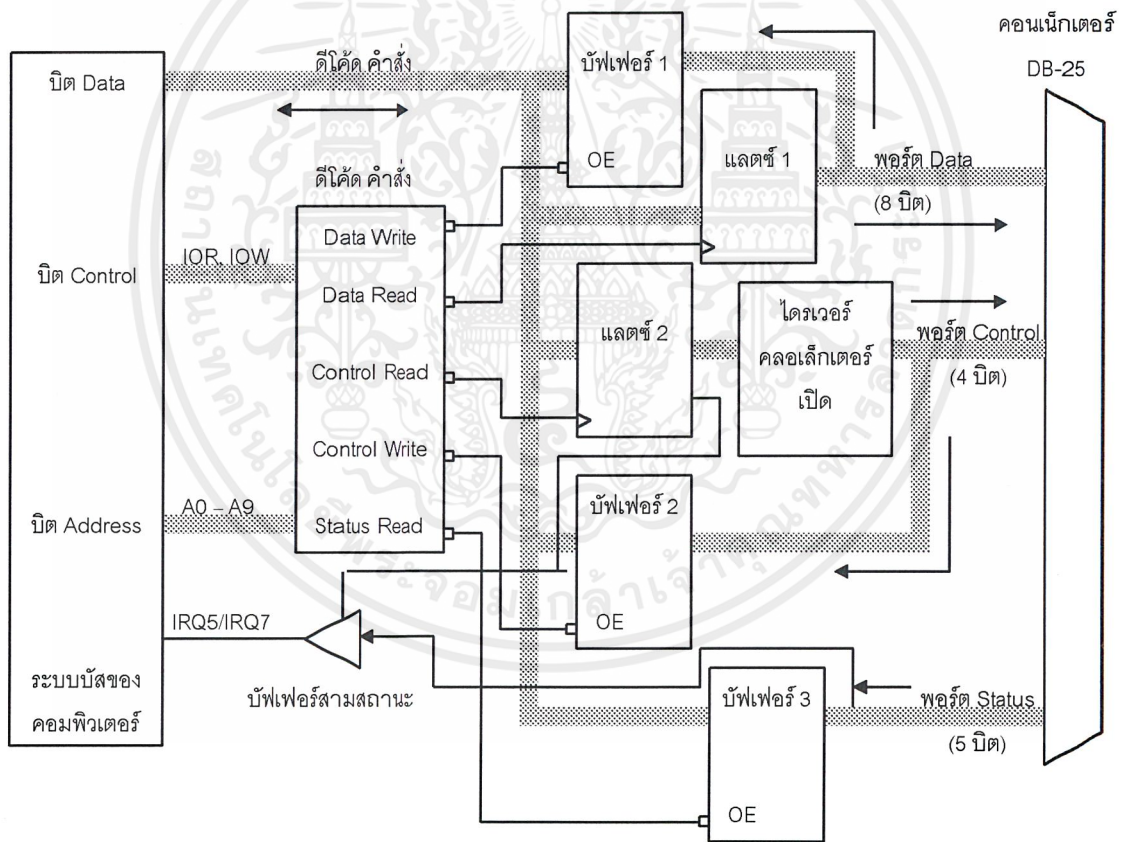 คอนเน็กเตอร์
DB-25
บิต Data
ดีโค้ด คำสั่ง
บัฟเฟอร์ 1
OE
แลตซ์ 1
พอร์ต Data
(8 บิต)
ดีโค้ด คำสั่ง
บิต Control
IOR, IOW
Data Write
Data Read
Control Read
Control Write
Status Read
แลตซ์ 2
ไดรเวอร์
คลอเล็กเตอร์
เปิด
พอร์ต Control
(4 บิต)
บิต Address
A0 – A9
บัฟเฟอร์ 2
OE
IRQ5/IRQ7
บัฟเฟอร์สามสถานะ
ระบบบัสของ
คอมพิวเตอร์
บัฟเฟอร์ 3
OE
พอร์ต Status
(5 บิต)